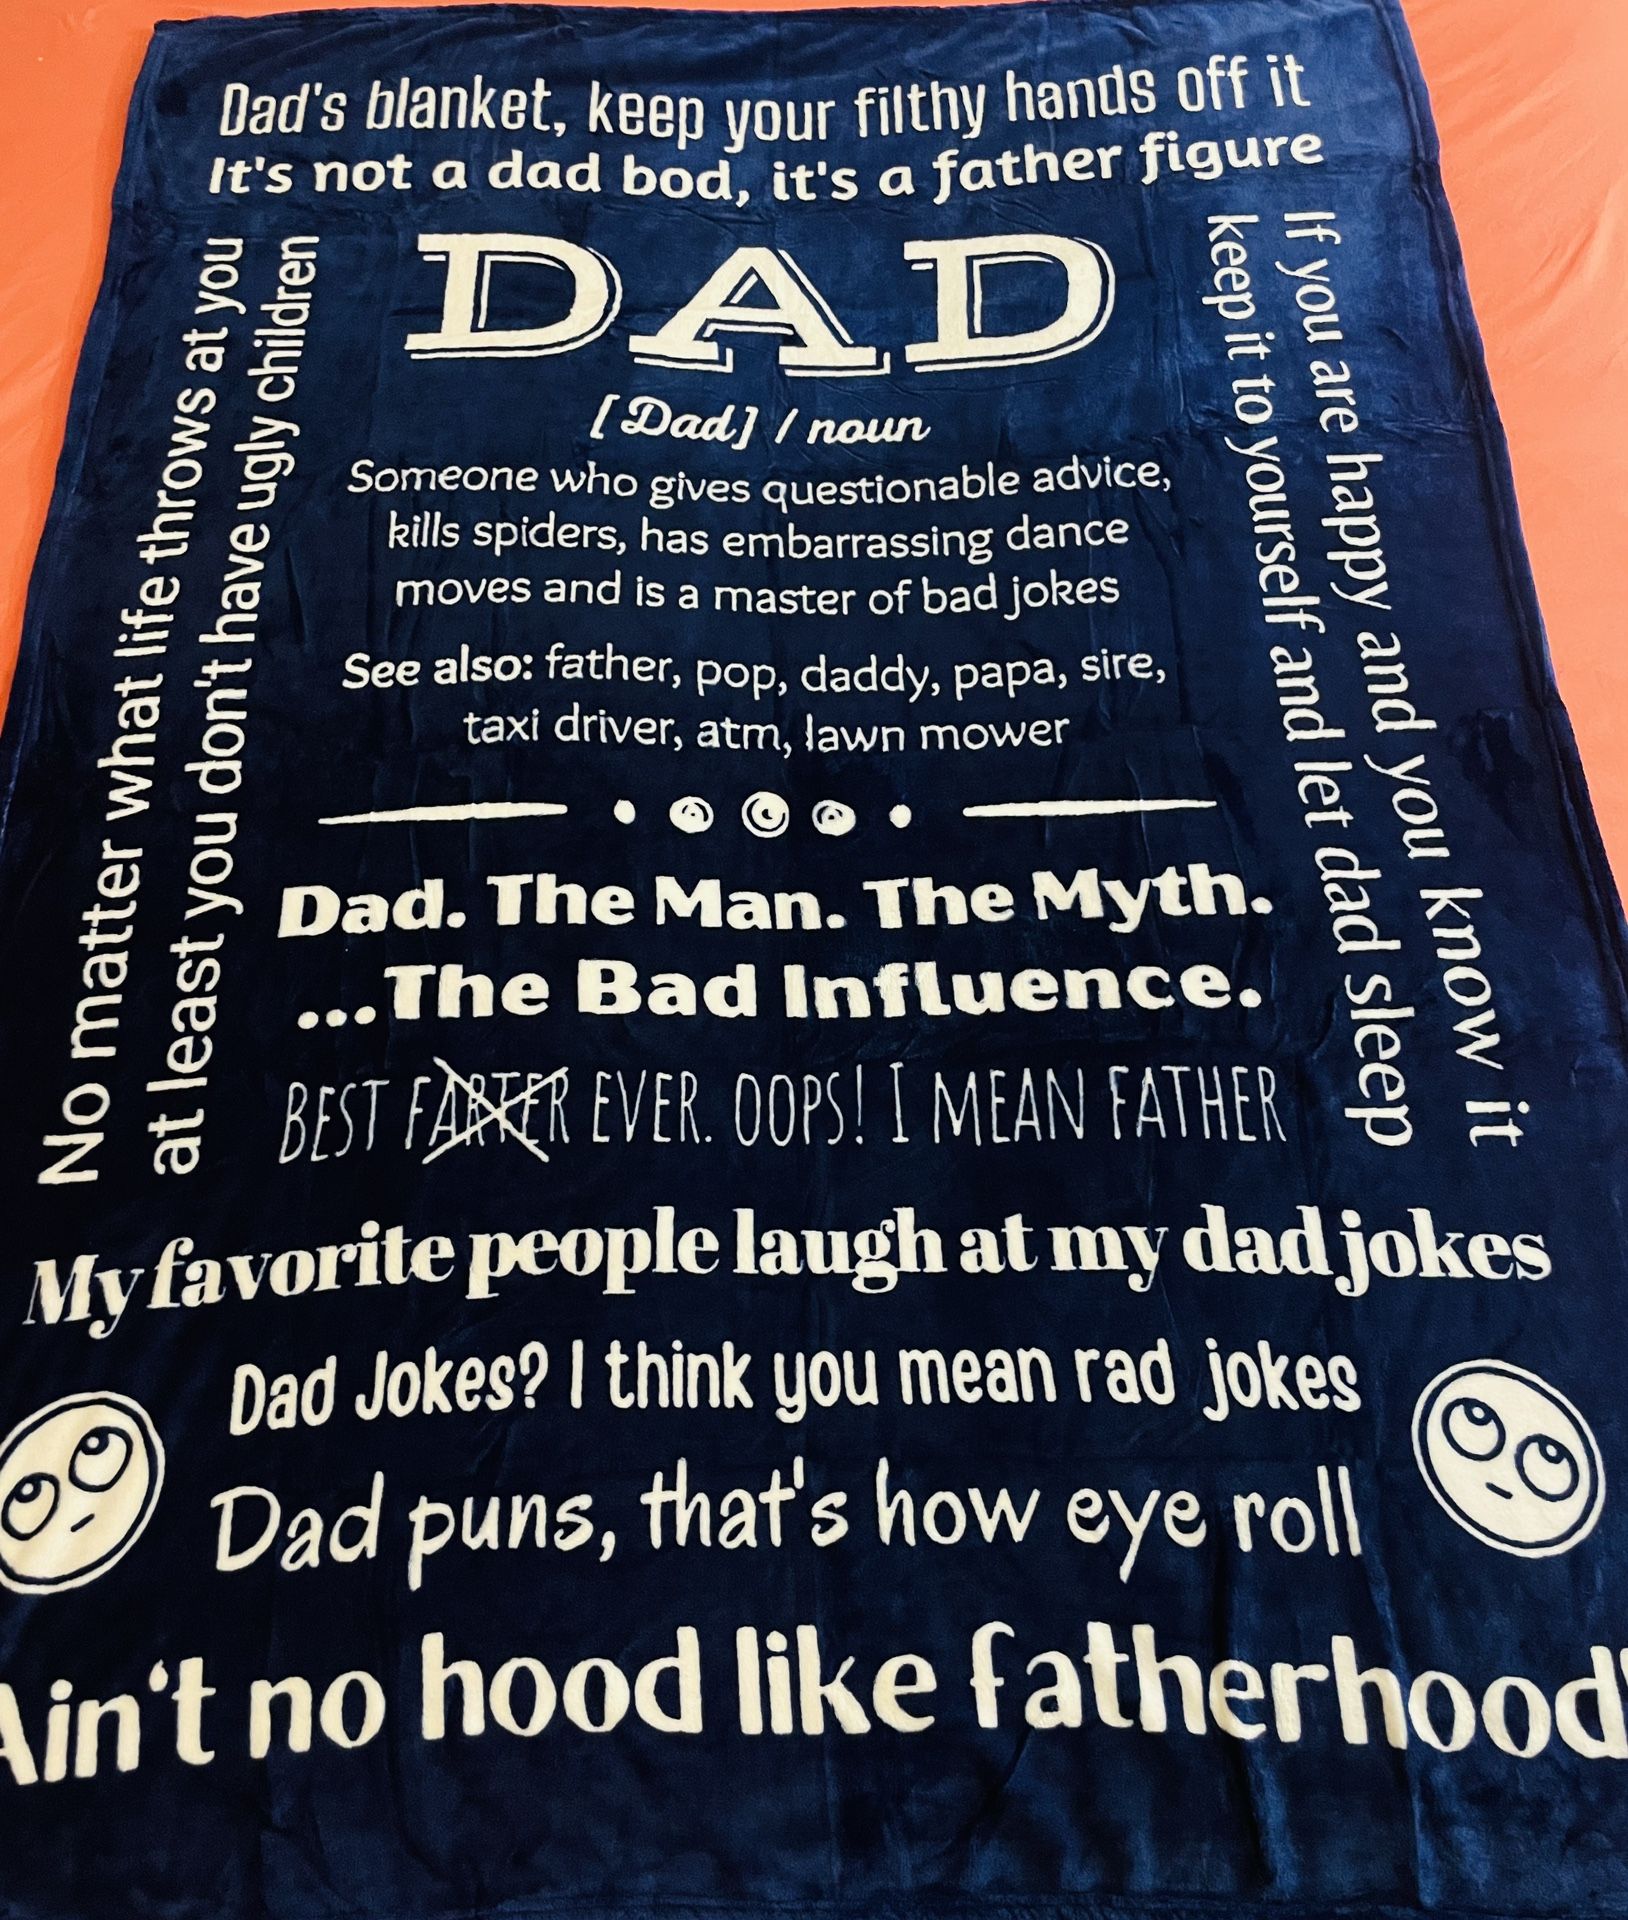 Dad's blanket, keep your filthy hands off it
It's not a dad bod, it's a father figure
No matter what life throws at you
at least you don't have ugly children
If you are happy and you know it
keep it to yourself and let dad sleep
DAD
[Dad] / noun
Someone who gives questionable advice,
kills spiders, has embarrassing dance
moves and is a master of bad jokes
See also: father, pop, daddy, papa, sire,
taxi driver, atm, lawn mower
Dad. The Man. The Myth.
...The Bad Influence.
BEST FARTER EVER. OOPS! I MEAN FATHER
My favorite people laugh at my dad jokes
Dad Jokes? I think you mean rad jokes
Dad puns, that's how eye roll
Ain't no hood like fatherhood